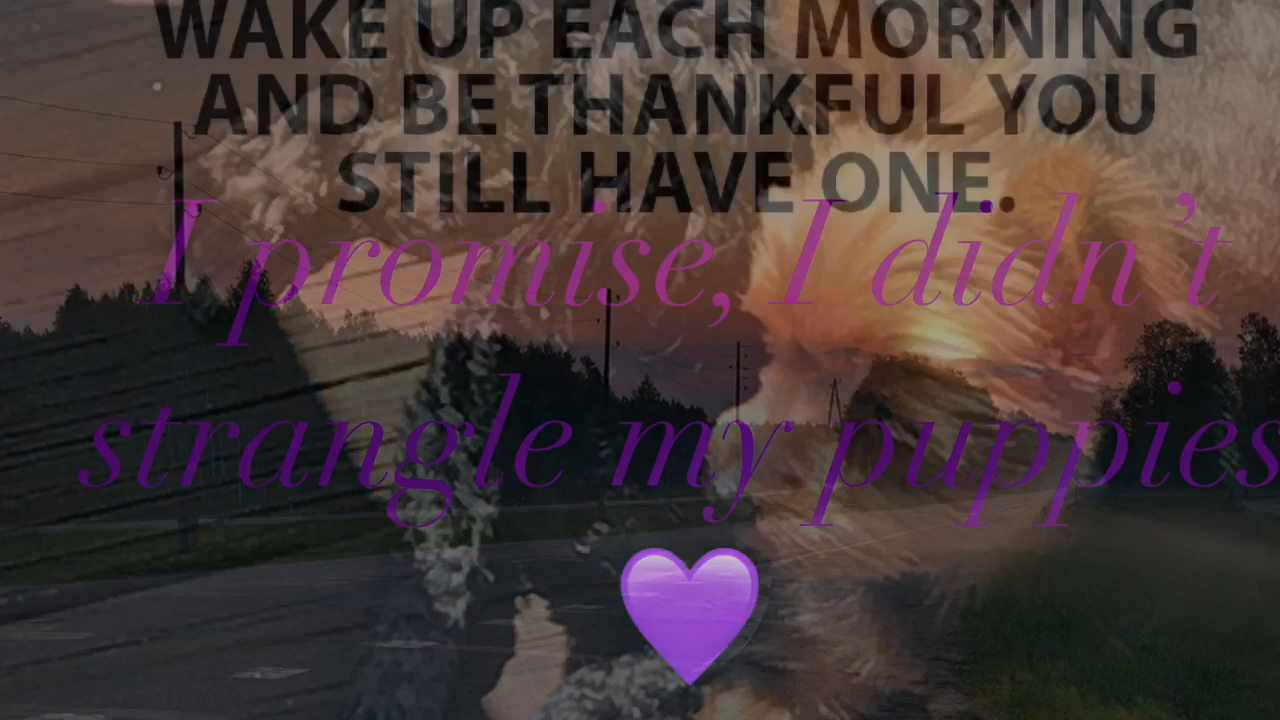 WAKE UP EACH MORNING
AND BE THANKFUL YOU
STILL HAVE ONE.
I promise, I didn't
strangle my puppies
💜